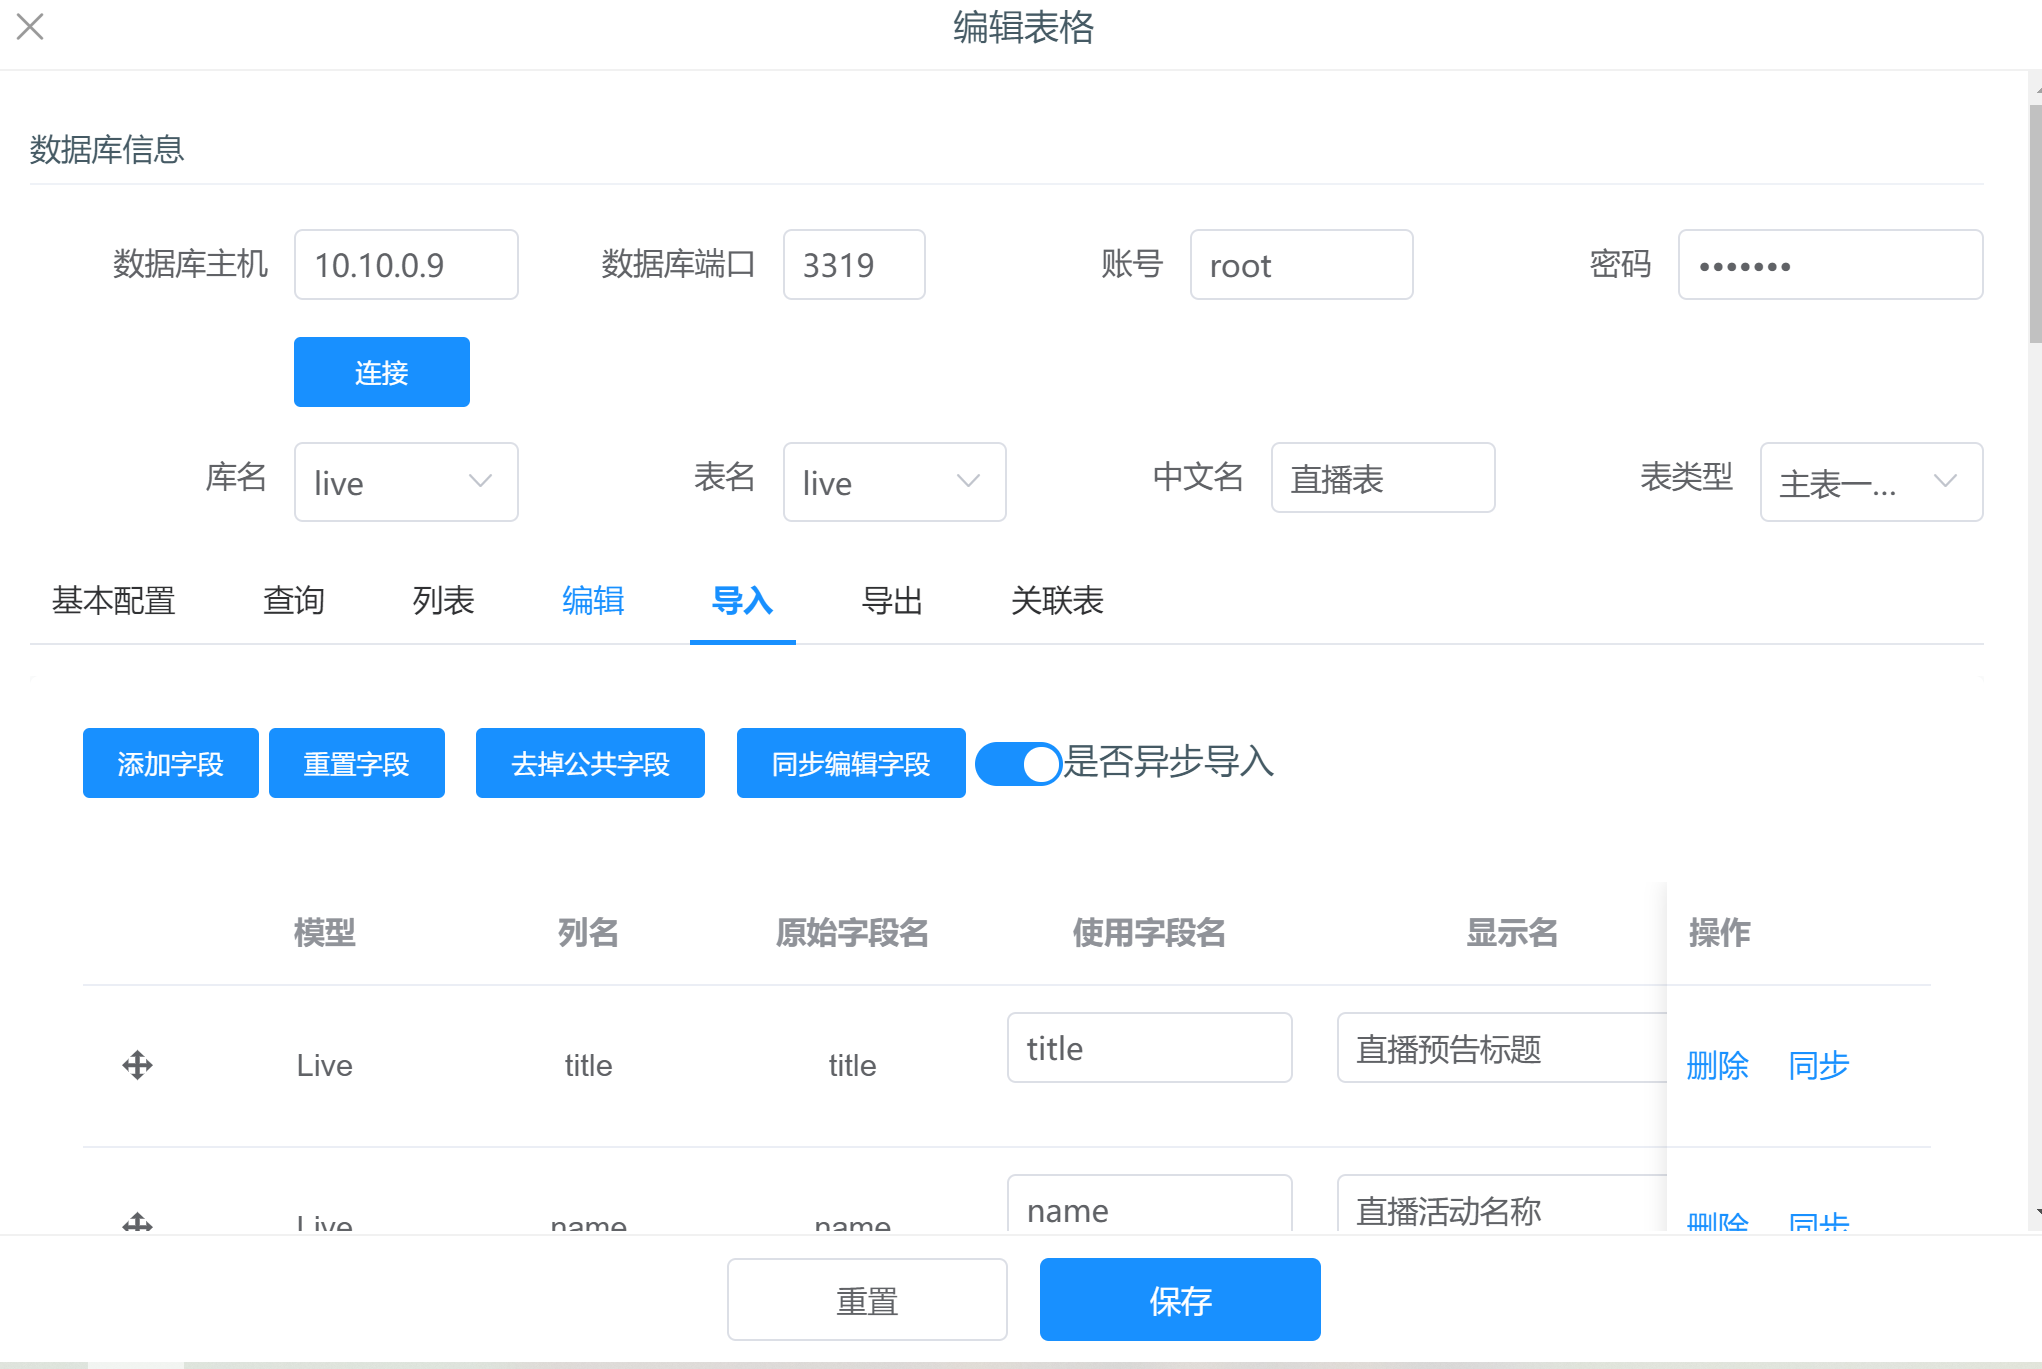 编辑表格
数据库信息
数据库主机 10.10.0.9 数据库端口 3319 账号 root 密码 •••••••
连接
库名 live 表名 live 中文名 直播表 表类型 主表一...
基本配置 查询 列表 编辑 导入 导出 关联表
添加字段 重置字段 去掉公共字段 同步编辑字段 是否异步导入
模型 列名 原始字段名 使用字段名 显示名 操作
Live title title title 直播预告标题 删除 同步
Live name name name 直播活动名称 删除 同步
重置 保存